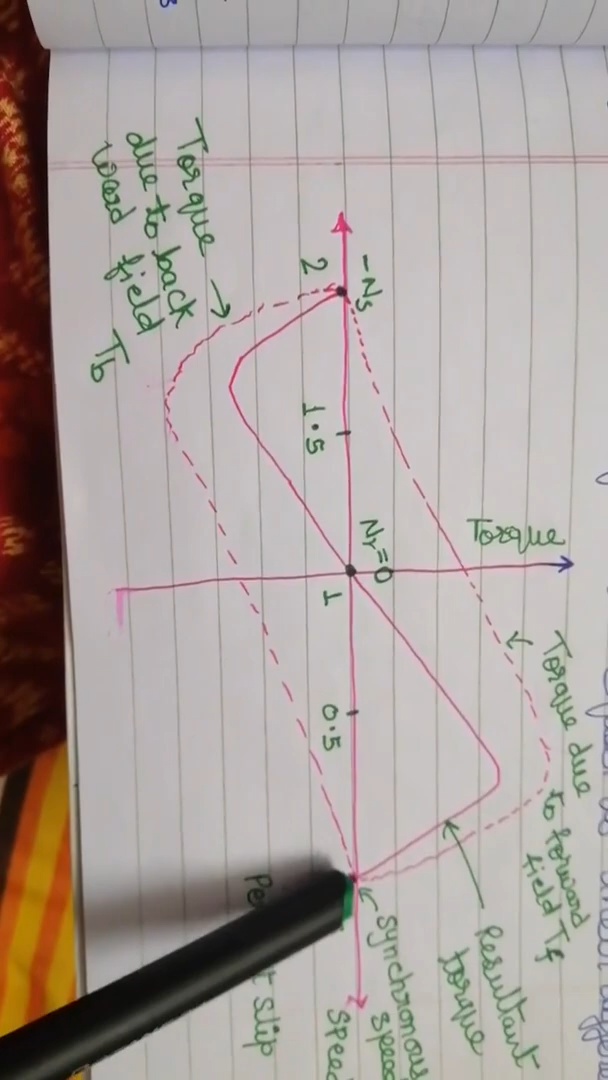 Torque
Torque due
to forward
field Tf
Resultant
torque
-Ns
Nr=0
synchronous
speed
2
1.5
1
0.5
slip
Torque
due to back
ward field
Tb